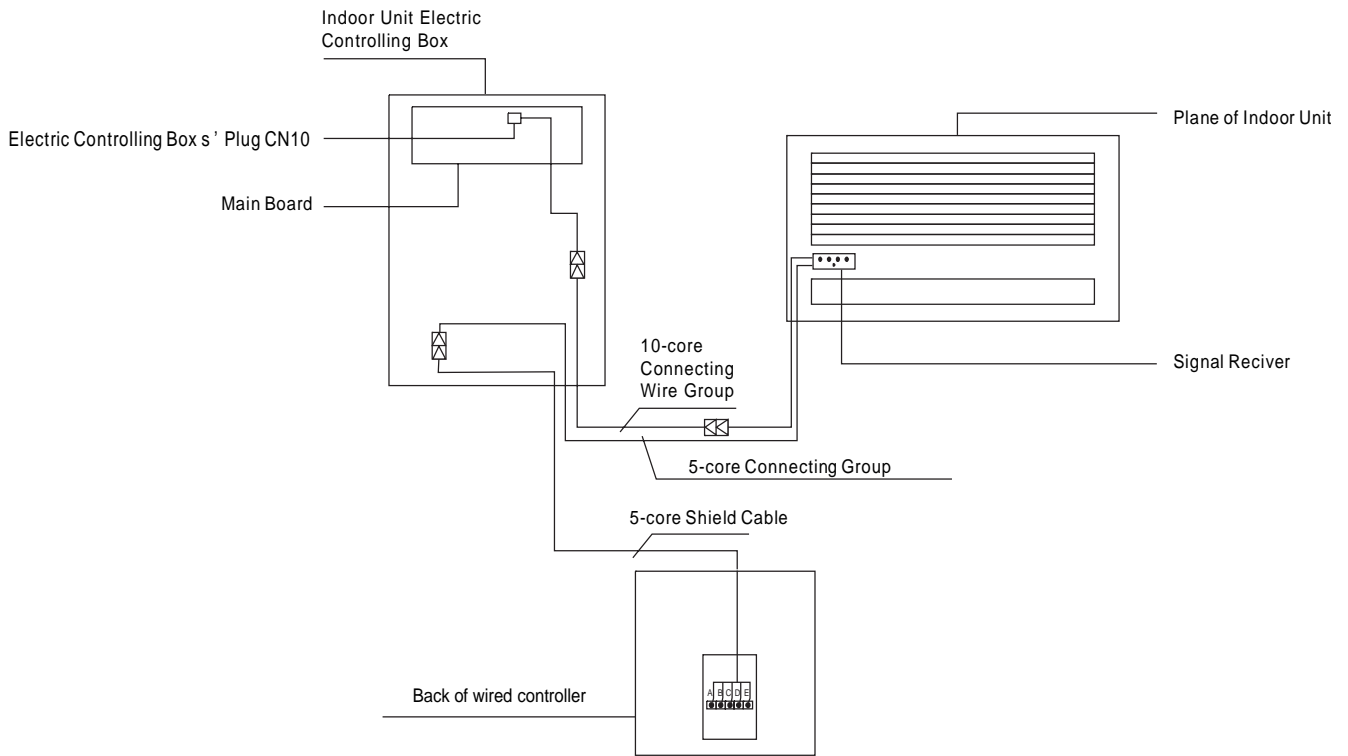 Indoor Unit Electric
Controlling Box
Electric Controlling Box s ’ Plug CN10
Plane of Indoor Unit
Main Board
10-core
Connecting
Wire Group
Signal Reciver
5-core Connecting Group
5-core Shield Cable
Back of wired controller
A B C D E